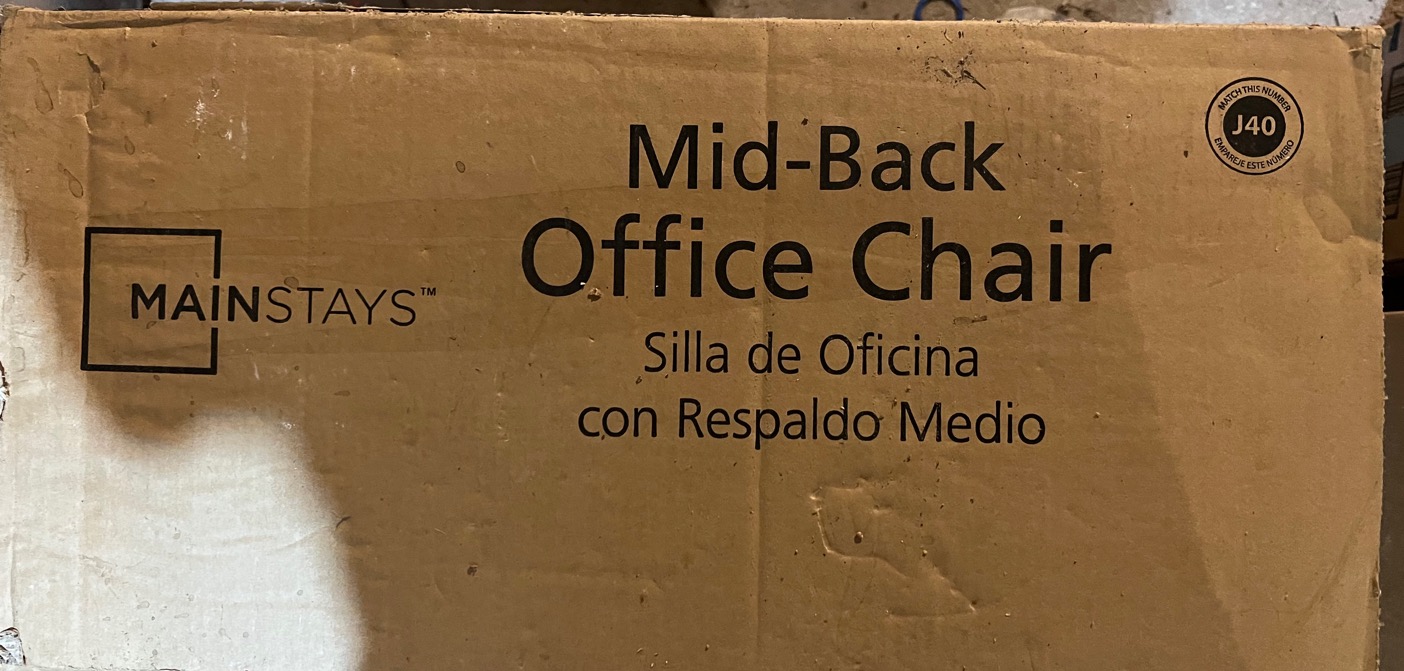 Mid-Back
Office Chair
Silla de Oficina
con Respaldo Medio
MAINSTAYS™
MATCH THIS NUMBER
J40
EMPAREJE ESTE NÚMERO